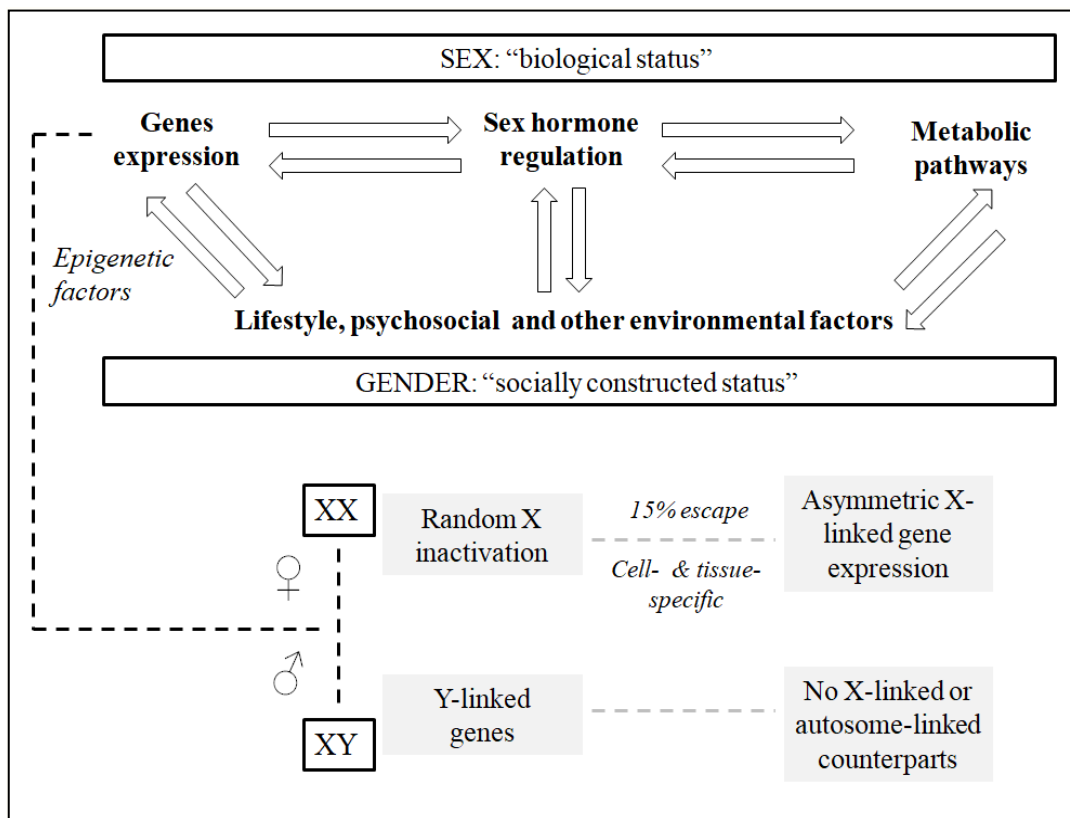 SEX: “biological status”
Genes
expression
Sex hormone
regulation
Metabolic
pathways
Epigenetic
factors
Lifestyle, psychosocial and other environmental factors
GENDER: “socially constructed status”
XX
Random X
inactivation
15% escape
Cell- & tissue-
specific
Asymmetric X-
linked gene
expression
♀
♂
XY
Y-linked
genes
No X-linked or
autosome-linked
counterparts